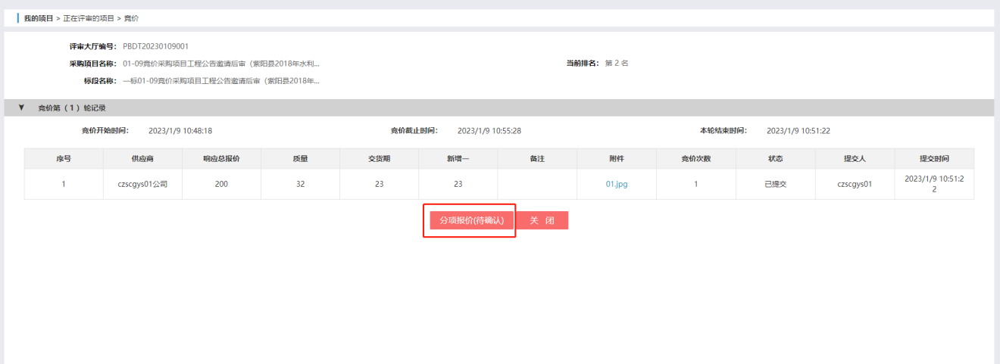 我的项目 > 正在评审的项目 > 竞价
评审大厅编号： PBDT20230109001
采购项目名称： 01-09竞价采购项目工程公告邀请后审（紫阳县2018年水利... 当前排名： 第 2 名
标段名称： 一标01-09竞价采购项目工程公告邀请后审（紫阳县2018年...
竞价第（1）轮记录
竞价开始时间： 2023/1/9 10:48:18 竞价截止时间： 2023/1/9 10:55:28 本轮结束时间： 2023/1/9 10:51:22
序号 供应商 响应总报价 质量 交货期 新增一 备注 附件 竞价次数 状态 提交人 提交时间
1 czscgys01公司 200 32 23 23 01.jpg 1 已提交 czscgys01 2023/1/9 10:51:2
2
分项报价(待确认) 关 闭